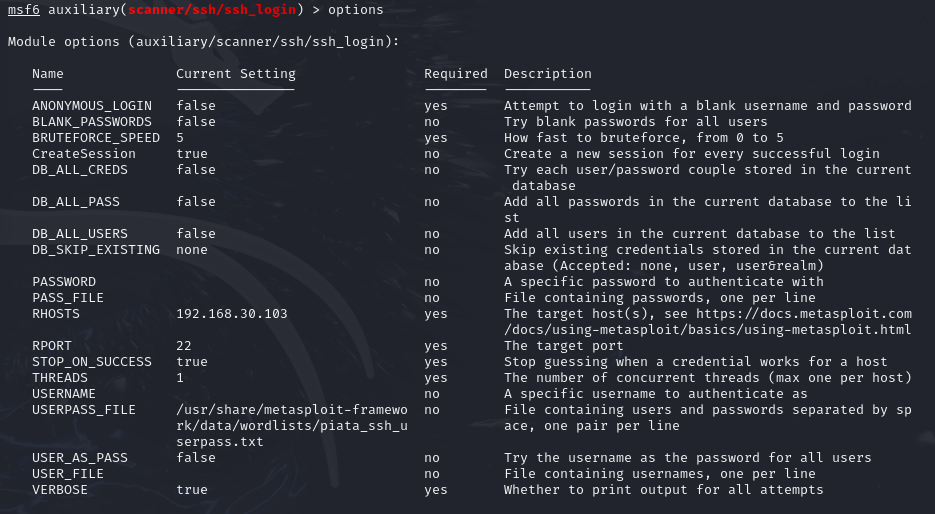 msf6 auxiliary(scanner/ssh/ssh_login) > options
Module options (auxiliary/scanner/ssh/ssh_login):
Name Current Setting Required Description
ANONYMOUS_LOGIN false yes Attempt to login with a blank username and password
BLANK_PASSWORDS false no Try blank passwords for all users
BRUTEFORCE_SPEED 5 yes How fast to bruteforce, from 0 to 5
CreateSession true no Create a new session for every successful login
DB_ALL_CREDS false no Try each user/password couple stored in the current
database
DB_ALL_PASS false no Add all passwords in the current database to the li
st
DB_ALL_USERS false no Add all users in the current database to the list
DB_SKIP_EXISTING none no Skip existing credentials stored in the current dat
abase (Accepted: none, user, user&realm)
PASSWORD no A specific password to authenticate with
PASS_FILE no File containing passwords, one per line
RHOSTS 192.168.30.103 yes The target host(s), see https://docs.metasploit.com
/docs/using-metasploit/basics/using-metasploit.html
RPORT 22 yes The target port
STOP_ON_SUCCESS true yes Stop guessing when a credential works for a host
THREADS 1 yes The number of concurrent threads (max one per host)
USERNAME no A specific username to authenticate as
USERPASS_FILE /usr/share/metasploit-framewo no File containing users and passwords separated by sp
rk/data/wordlists/piata_ssh_u ace, one pair per line
serpass.txt
USER_AS_PASS false no Try the username as the password for all users
USER_FILE no File containing usernames, one per line
VERBOSE true yes Whether to print output for all attempts